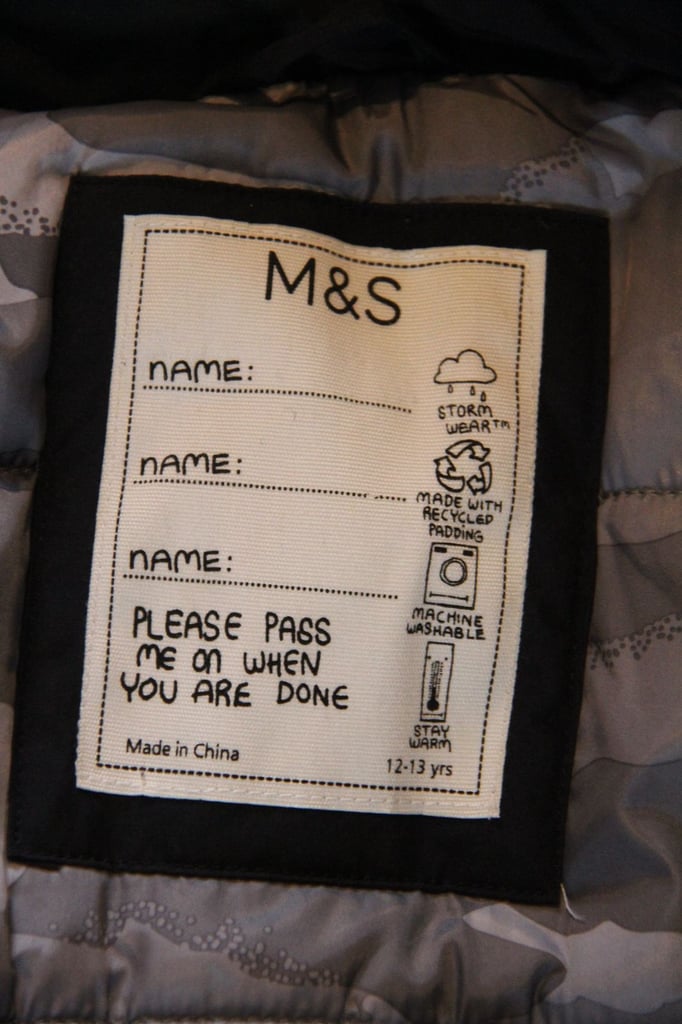 M&S
NAME:
NAME:
NAME:
PLEASE PASS
ME ON WHEN
YOU ARE DONE
Made in China
STORM
WEAR™
MADE WITH
RECYCLED
PADDING
MACHINE
WASHABLE
STAY
WARM
12-13 yrs